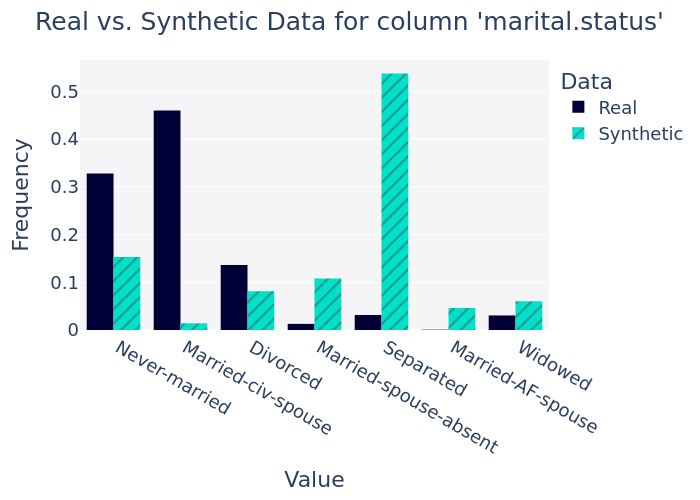 Real vs. Synthetic Data for column 'marital.status'
Data
Real
Synthetic
Frequency
0.5
0.4
0.3
0.2
0.1
0
Never-married
Married-civ-spouse
Divorced
Married-spouse-absent
Separated
Married-AF-spouse
Widowed
Value